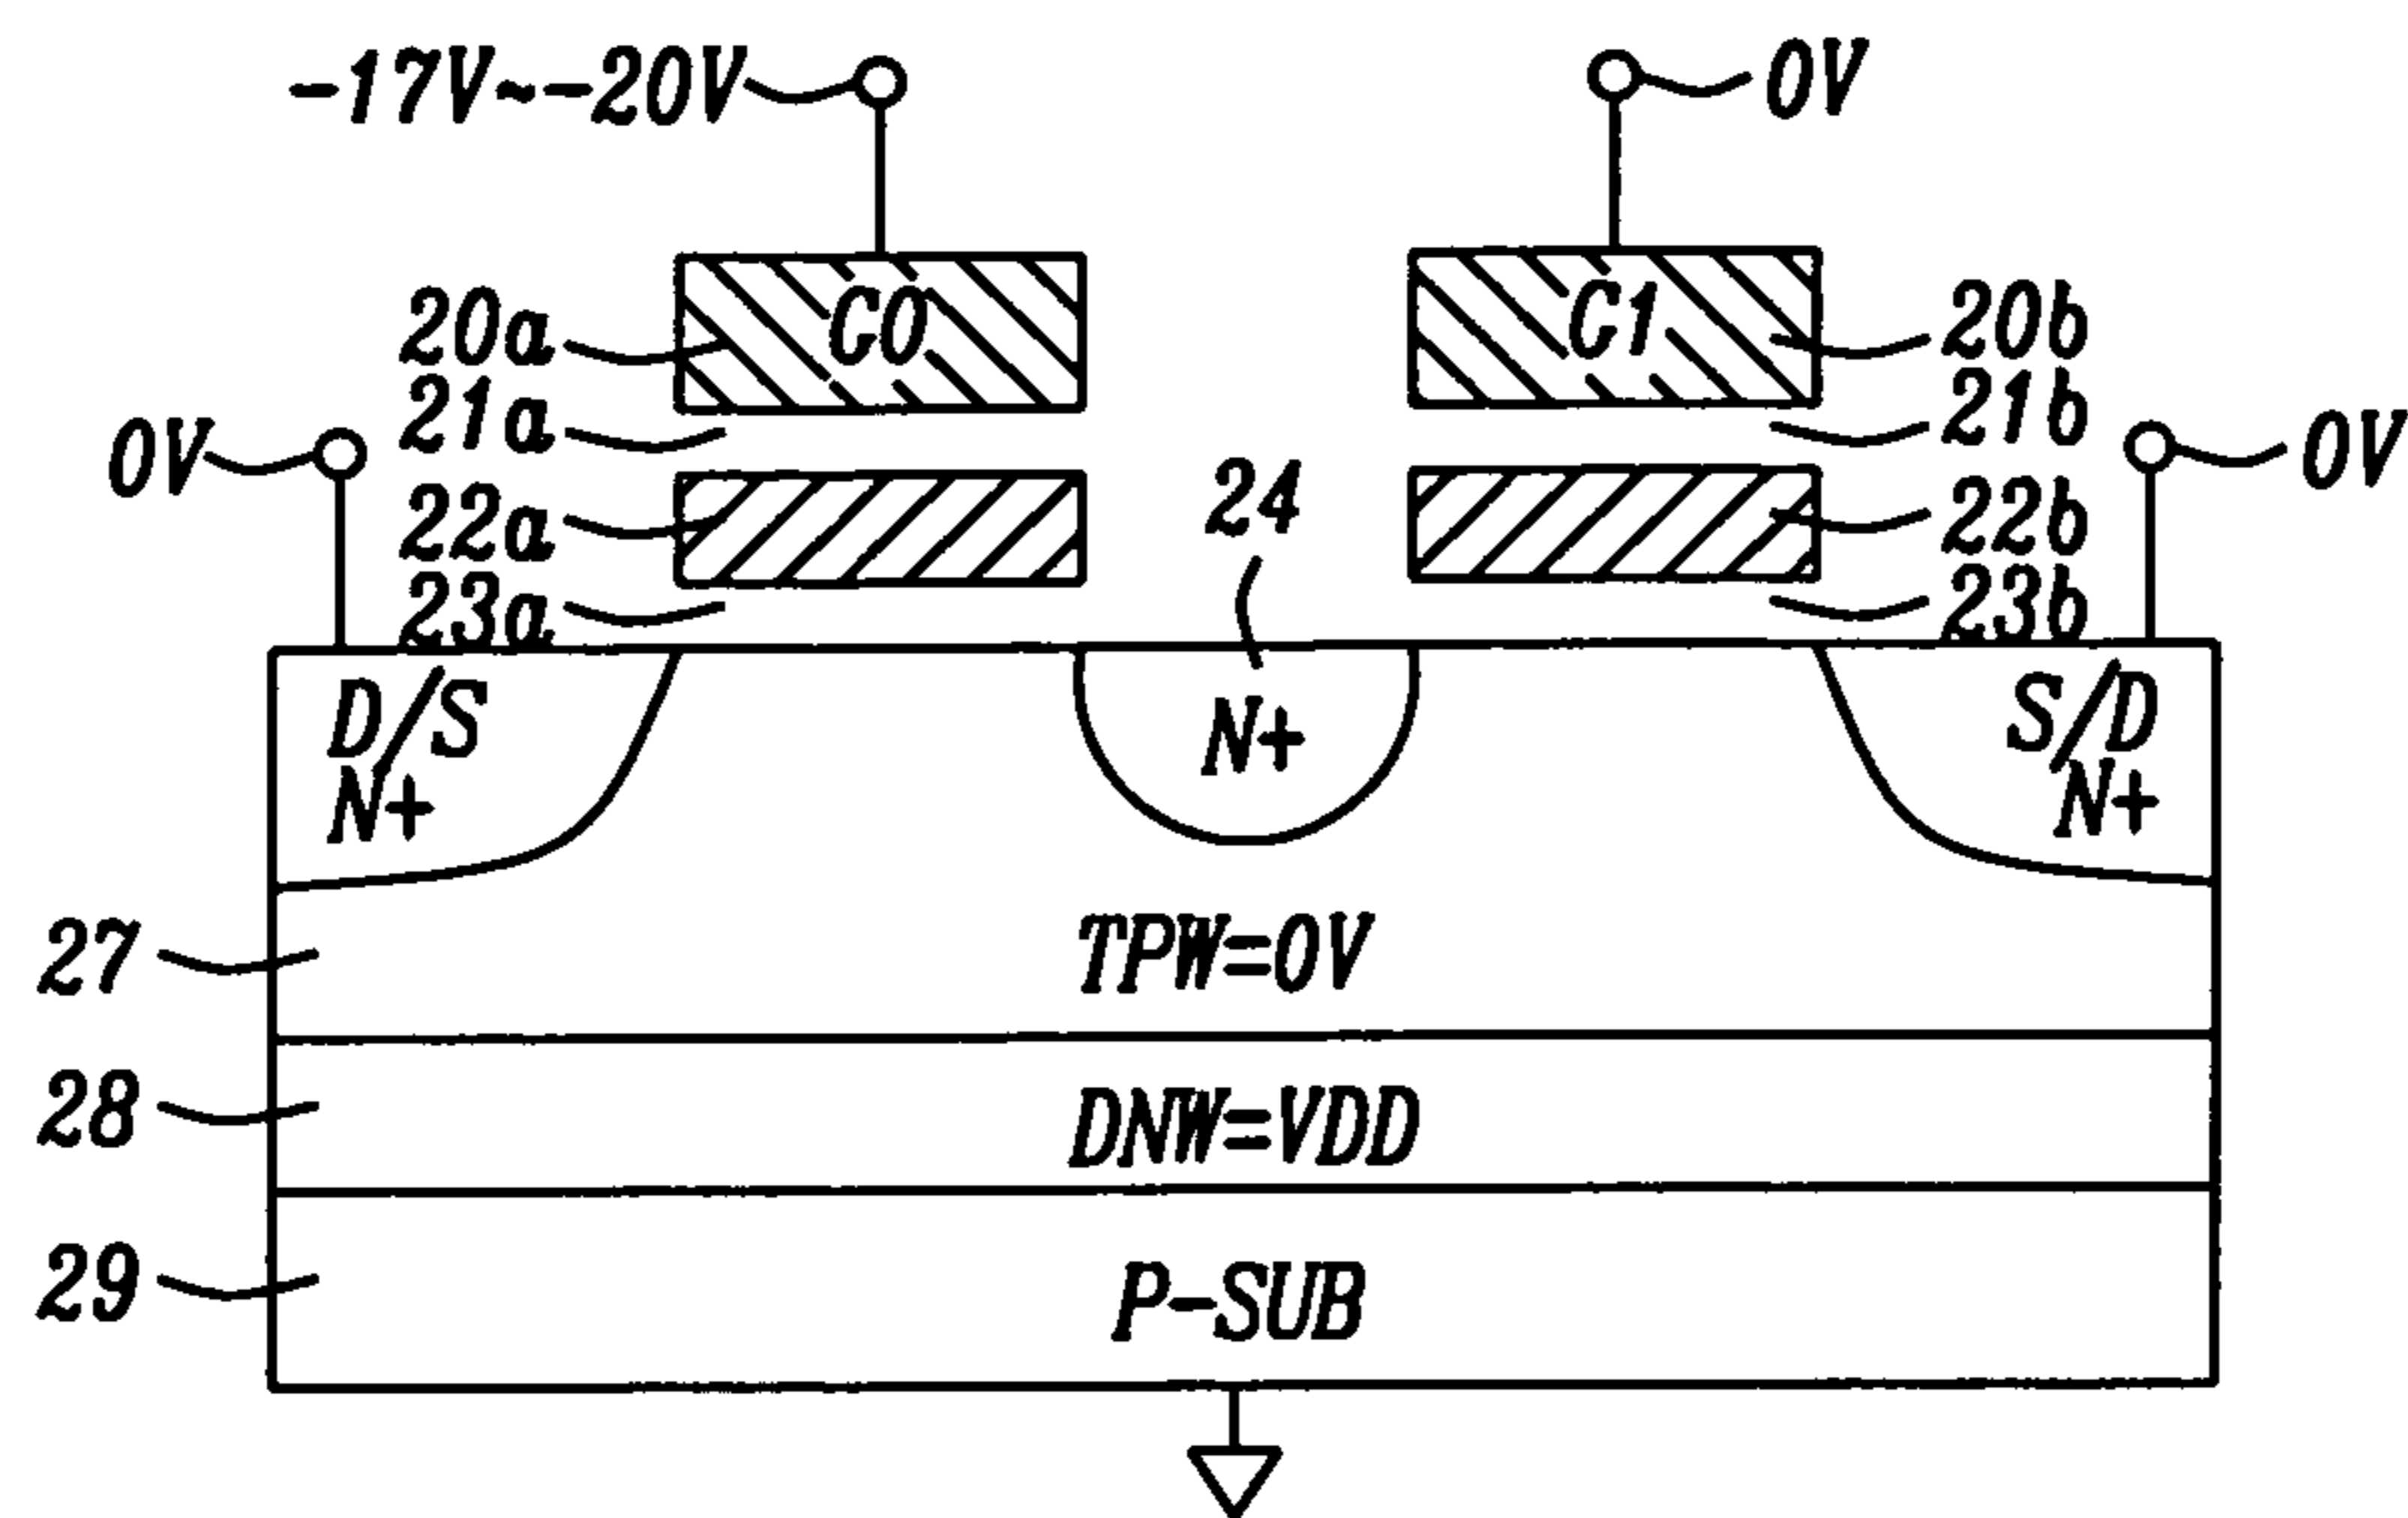 -17V~-20V
0V
C0
C1
20a
20b
21a
21b
0V
0V
24
22a
22b
23a
23b
D/S
N+
N+
S/D
N+
27
TPW=0V
28
DNW=VDD
29
P-SUB